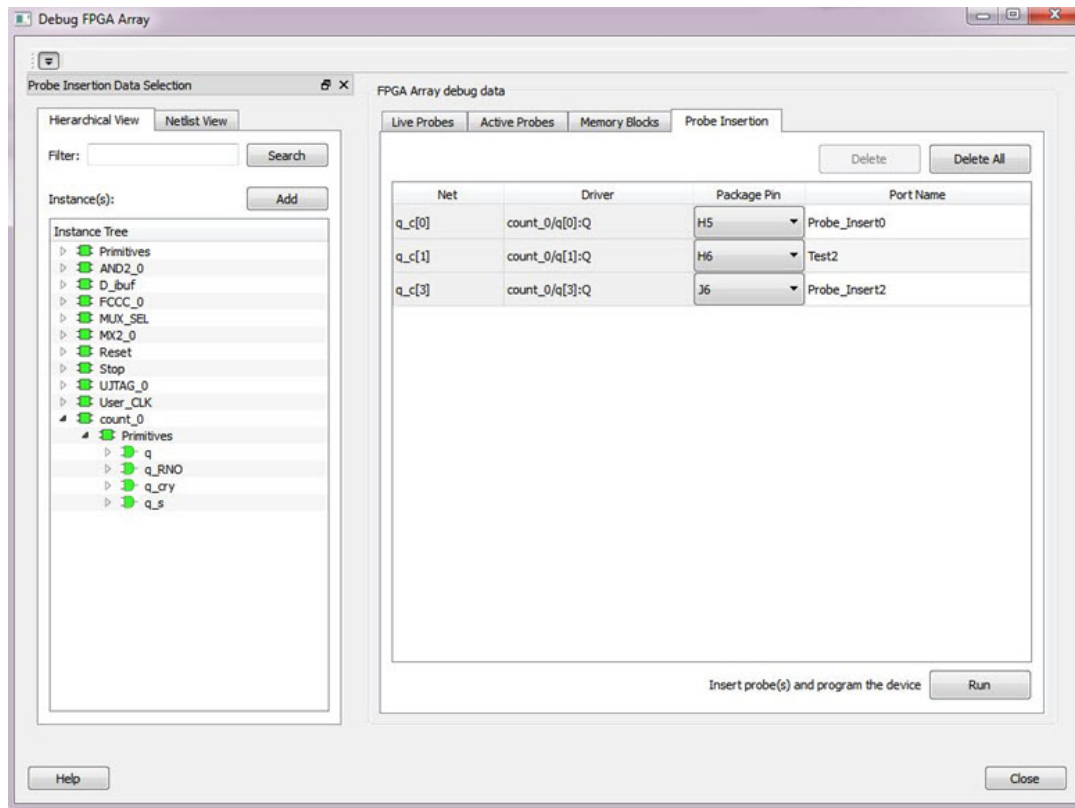 Debug FPGA Array
Probe Insertion Data Selection
Hierarchical View Netlist View
Filter: Search
Instance(s): Add
Instance Tree
Primitives
AND2_0
D_ibuf
FCCC_0
MUX_SEL
MX2_0
Reset
Stop
UJTAG_0
User_CLK
count_0
Primitives
q
q_RNO
q_cry
q_s
FPGA Array debug data
Live Probes Active Probes Memory Blocks Probe Insertion
Delete Delete All
Net Driver Package Pin Port Name
q_c[0] count_0/q[0]:Q H5 Probe_Insert0
q_c[1] count_0/q[1]:Q H6 Test2
q_c[3] count_0/q[3]:Q J6 Probe_Insert2
Insert probe(s) and program the device Run
Help Close